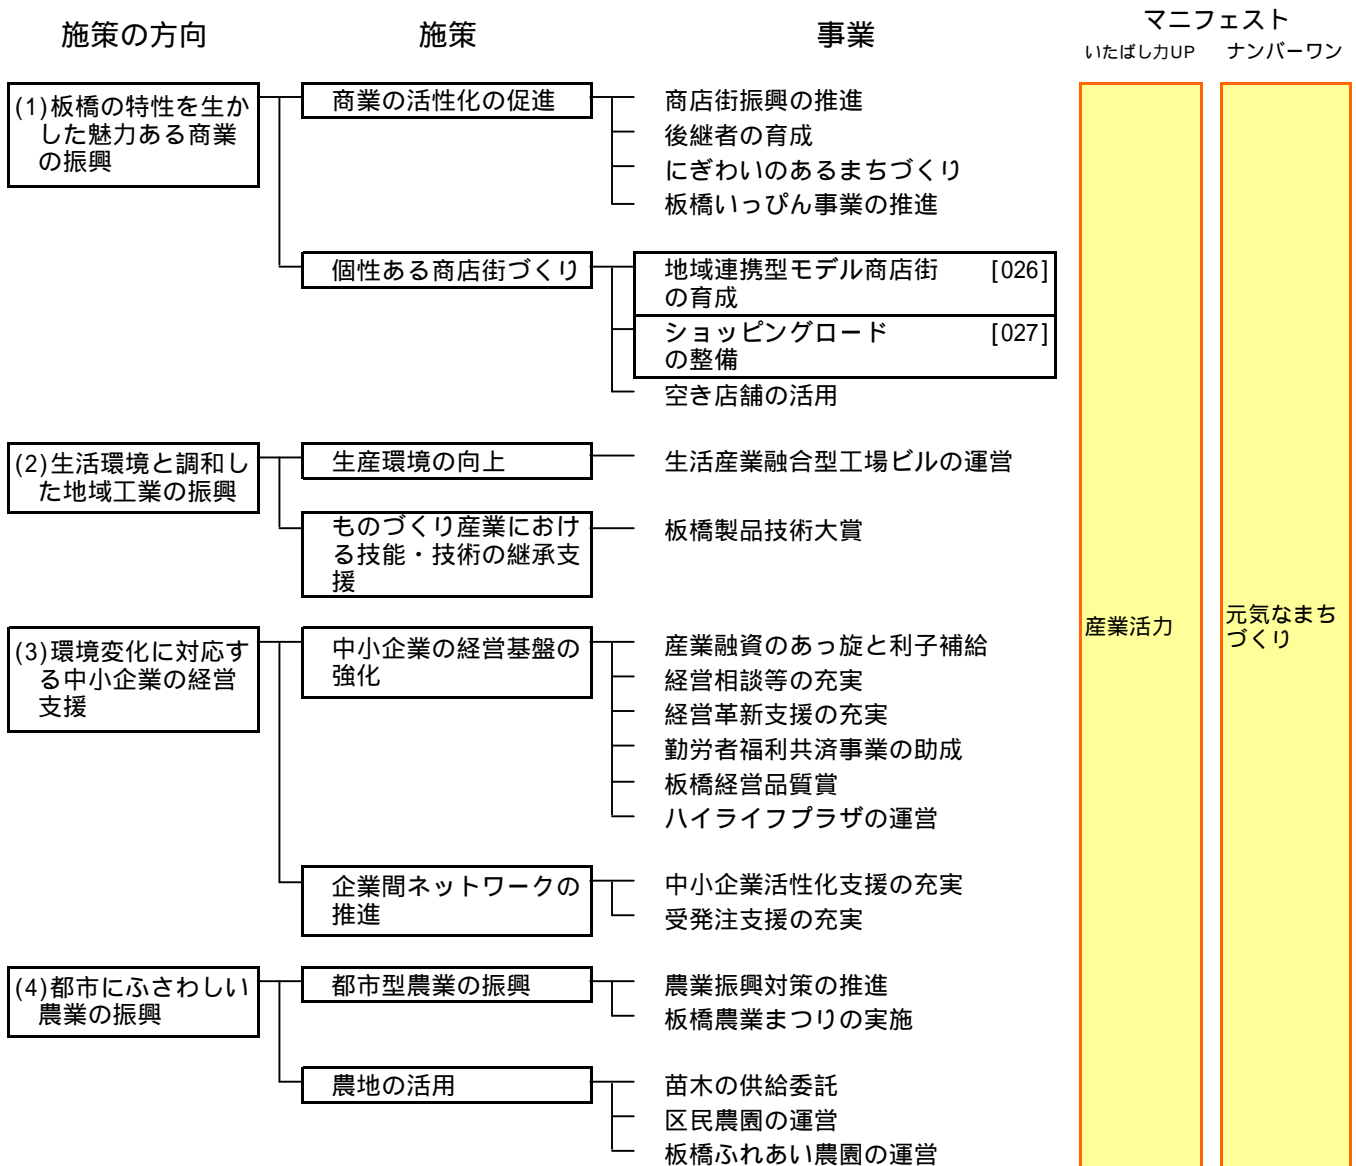 マニフェスト
施策の方向 施策 事業
いたばし力UP ナンバーワン
(1)板橋の特性を生か
した魅力ある商業
の振興
商業の活性化の促進
商店街振興の推進
後継者の育成
にぎわいのあるまちづくり
板橋いっぴん事業の推進
個性ある商店街づくり
地域連携型モデル商店街 [026]
の育成
ショッピングロード [027]
の整備
空き店舗の活用
(2)生活環境と調和し
た地域工業の振興
生産環境の向上
生活産業融合型工場ビルの運営
ものづくり産業におけ
る技能・技術の継承支
援
板橋製品技術大賞
(3)環境変化に対応す
る中小企業の経営
支援
中小企業の経営基盤の
強化
産業融資のあっ旋と利子補給
経営相談等の充実
経営革新支援の充実
勤労者福利共済事業の助成
板橋経営品質賞
ハイライフプラザの運営
企業間ネットワークの
推進
中小企業活性化支援の充実
受発注支援の充実
(4)都市にふさわしい
農業の振興
都市型農業の振興
農業振興対策の推進
板橋農業まつりの実施
農地の活用
苗木の供給委託
区民農園の運営
板橋ふれあい農園の運営
産業活力
元気なまち
づくり